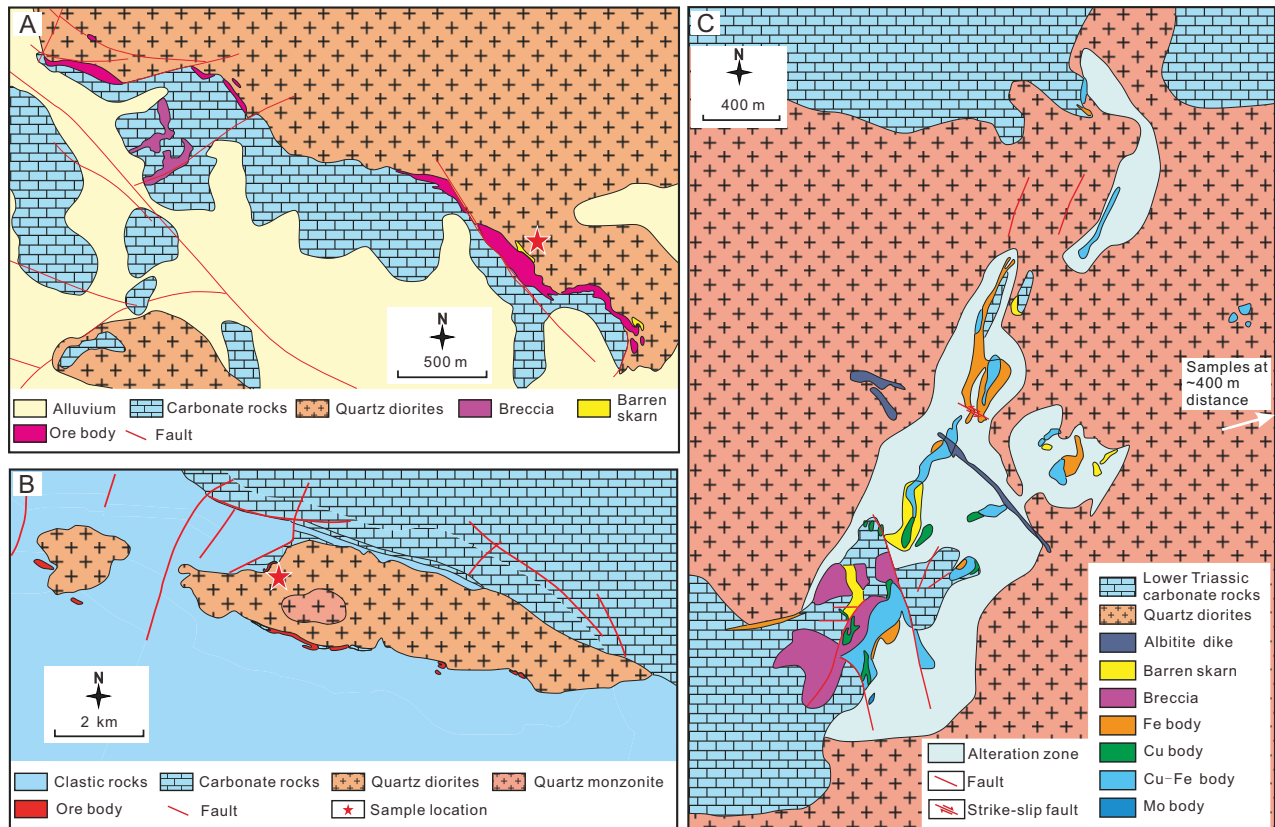 A
N
500 m
Alluvium
Carbonate rocks
Quartz diorites
Breccia
Barren
skarn
Ore body
Fault
B
N
2 km
Clastic rocks
Carbonate rocks
Quartz diorites
Quartz monzonite
Ore body
Fault
Sample location
C
N
400 m
Samples at
~400 m
distance
Lower Triassic
carbonate rocks
Quartz diorites
Albitite dike
Barren skarn
Breccia
Fe body
Cu body
Cu–Fe body
Mo body
Alteration zone
Fault
Strike-slip fault